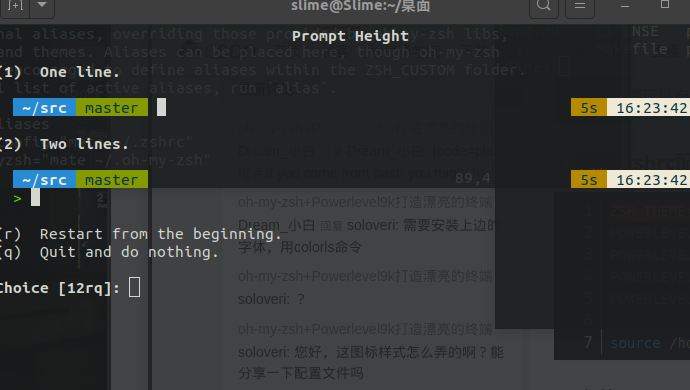 slime@Slime:~/桌面
nal aliases, overriding those p by my-zsh libs,
and themes. Aliases can be placed here, though oh-my-zsh
define aliases within the ZSH_CUSTOM folder.
l list of active aliases, run `alias`.
NSE
file
Prompt Height
(1) One line.
~/src master 5s 16:23:42
liases
="mate ~/.zshrc"
(2) Two lines.
yzsh="mate ~/.oh-my-zsh"
89,4
~/src master 5s 16:23:42
>
oh-my-zsh+Powerlevel9k打造漂亮的终端
Dream_小白 回复 soloveri: 需要安装上边的
字体，用colorls命令
(r) Restart from the beginning.
(q) Quit and do nothing.
oh-my-zsh+Powerlevel9k打造漂亮的终端
Choice [12rq]:
soloveri: ？
oh-my-zsh+Powerlevel9k打造漂亮的终端
soloveri: 您好，这图标样式怎么弄的啊？能
分享一下配置文件吗
7 source /ho